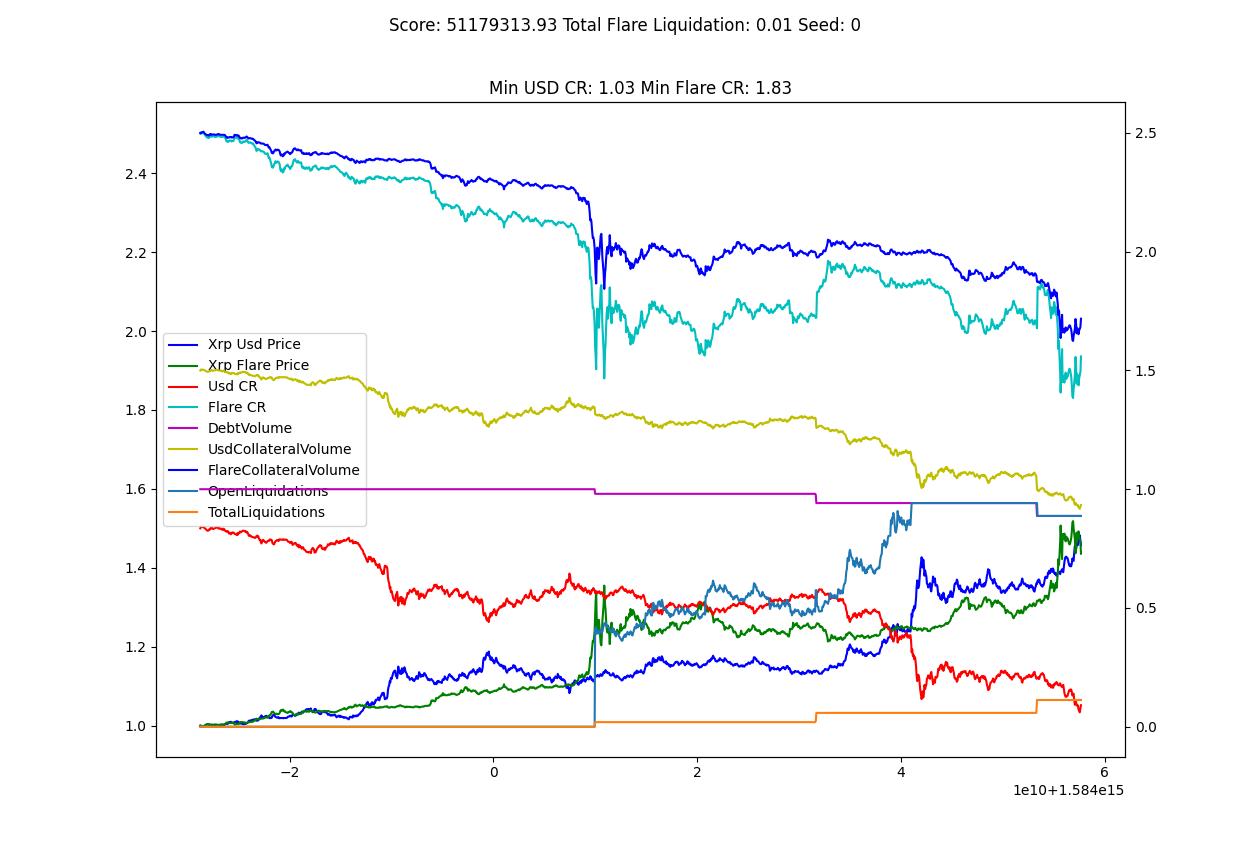 Score: 51179313.93 Total Flare Liquidation: 0.01 Seed: 0
Min USD CR: 1.03 Min Flare CR: 1.83
2.4
2.2
2.0
1.8
1.6
1.4
1.2
1.0
Xrp Usd Price
Xrp Flare Price
Usd CR
Flare CR
DebtVolume
UsdCollateralVolume
FlareCollateralVolume
OpenLiquidations
TotalLiquidations
2.5
2.0
1.5
1.0
0.5
0.0
−2
0
2
4
6
1e10+1.584e15